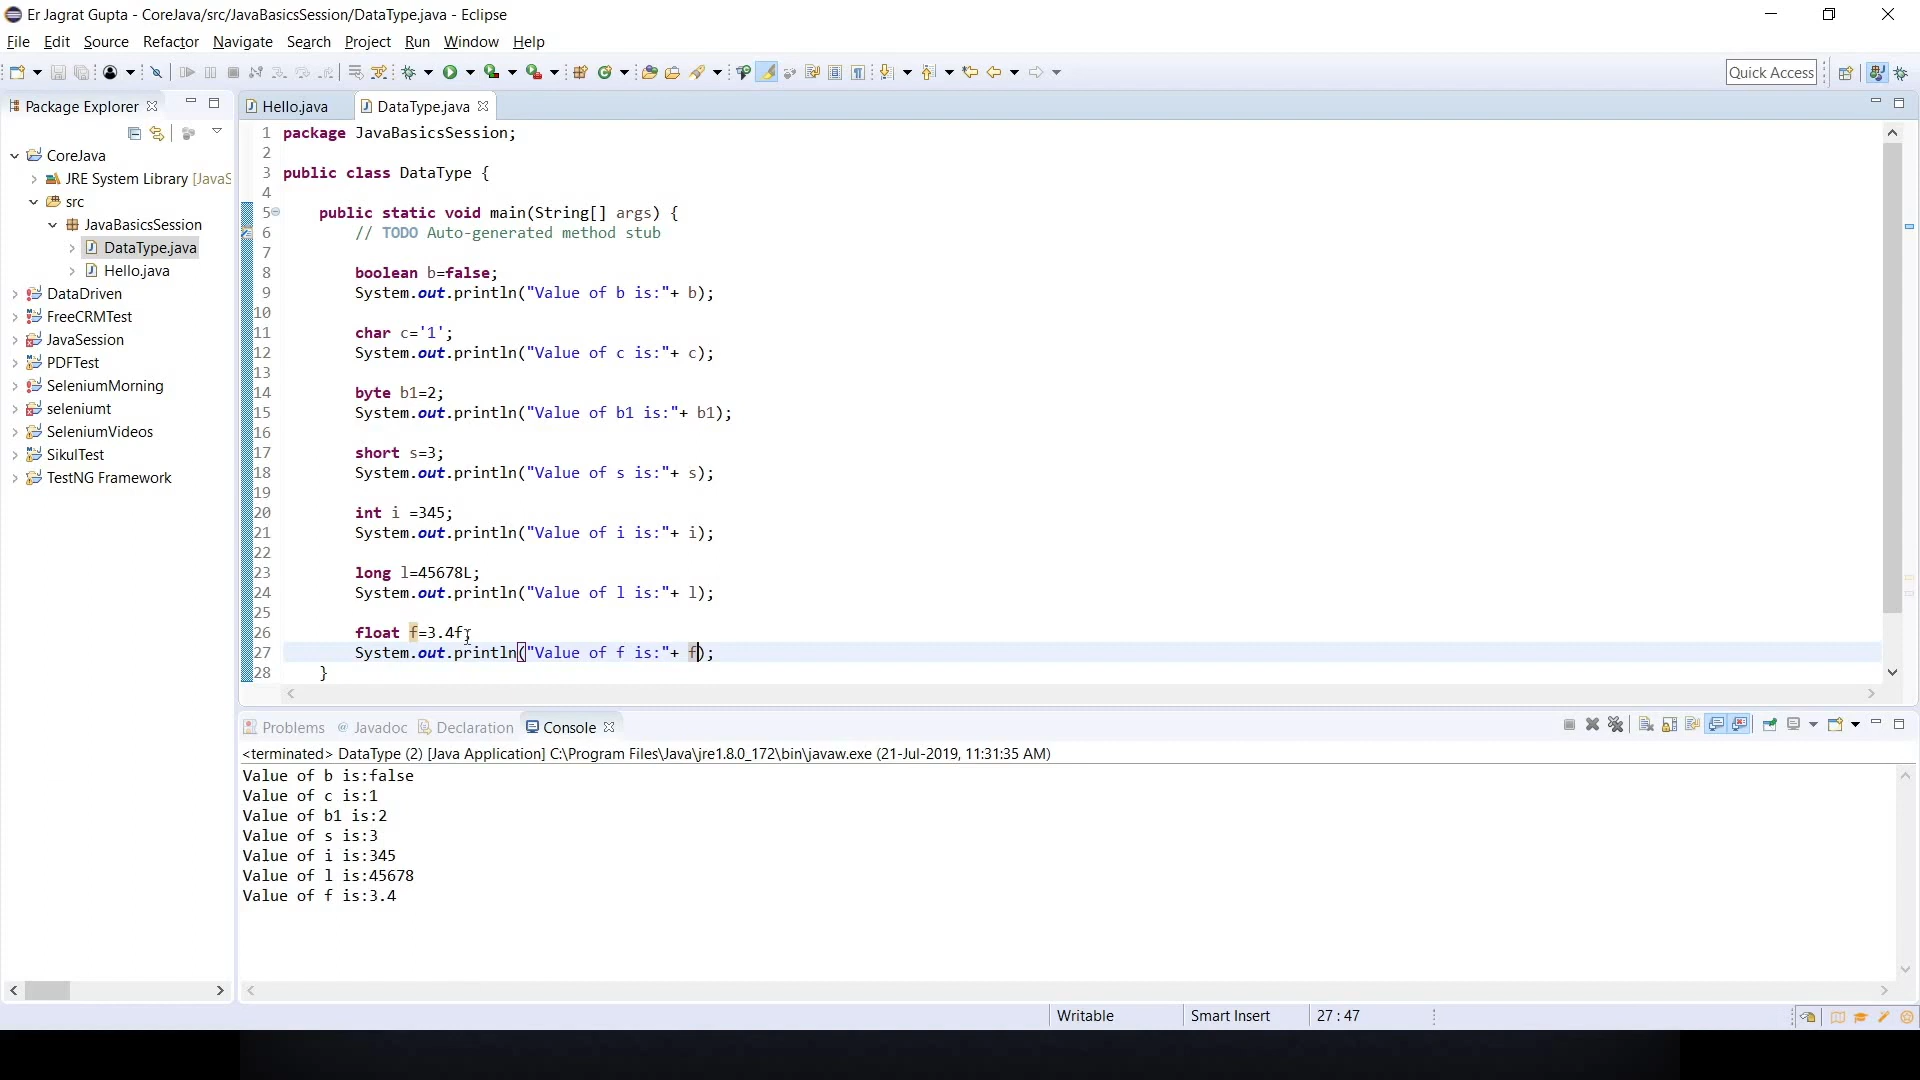 Er Jagrat Gupta - CoreJava/src/JavaBasicsSession/DataType.java - Eclipse
File Edit Source Refactor Navigate Search Project Run Window Help
Quick Access
Package Explorer
Hello.java
DataType.java
CoreJava
JRE System Library [JavaS
src
JavaBasicsSession
DataType.java
Hello.java
DataDriven
FreeCRMTest
JavaSession
PDFTest
SeleniumMorning
seleniumt
SeleniumVideos
SikulTest
TestNG Framework
1 package JavaBasicsSession;
2
3 public class DataType {
4
5 public static void main(String[] args) {
6 // TODO Auto-generated method stub
7
8 boolean b=false;
9 System.out.println("Value of b is:"+ b);
10
11 char c='1';
12 System.out.println("Value of c is:"+ c);
13
14 byte b1=2;
15 System.out.println("Value of b1 is:"+ b1);
16
17 short s=3;
18 System.out.println("Value of s is:"+ s);
19
20 int i =345;
21 System.out.println("Value of i is:"+ i);
22
23 long l=45678L;
24 System.out.println("Value of l is:"+ l);
25
26 float f=3.4f;
27 System.out.println("Value of f is:"+ f);
28 }
Problems Javadoc Declaration Console
<terminated> DataType (2) [Java Application] C:\Program Files\Java\jre1.8.0_172\bin\javaw.exe (21-Jul-2019, 11:31:35 AM)
Value of b is:false
Value of c is:1
Value of b1 is:2
Value of s is:3
Value of i is:345
Value of l is:45678
Value of f is:3.4
Writable Smart Insert 27 : 47